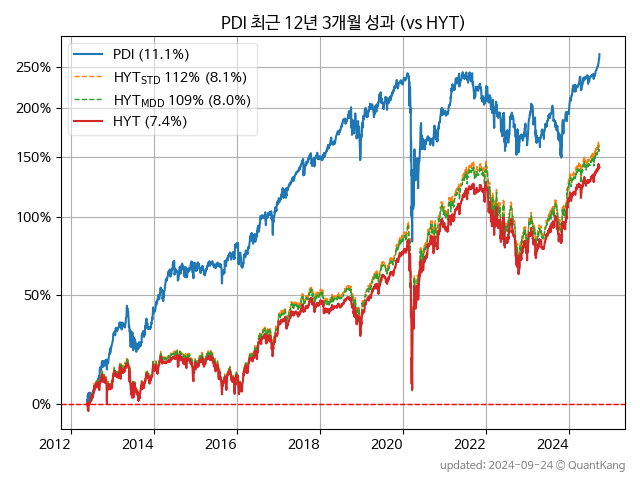 PDI 최근 12년 3개월 성과 (vs HYT)
PDI (11.1%)
HYTSTD 112% (8.1%)
HYTMDD 109% (8.0%)
HYT (7.4%)
250%
200%
150%
100%
50%
0%
2012 2014 2016 2018 2020 2022 2024
updated: 2024-09-24 @ QuantKang